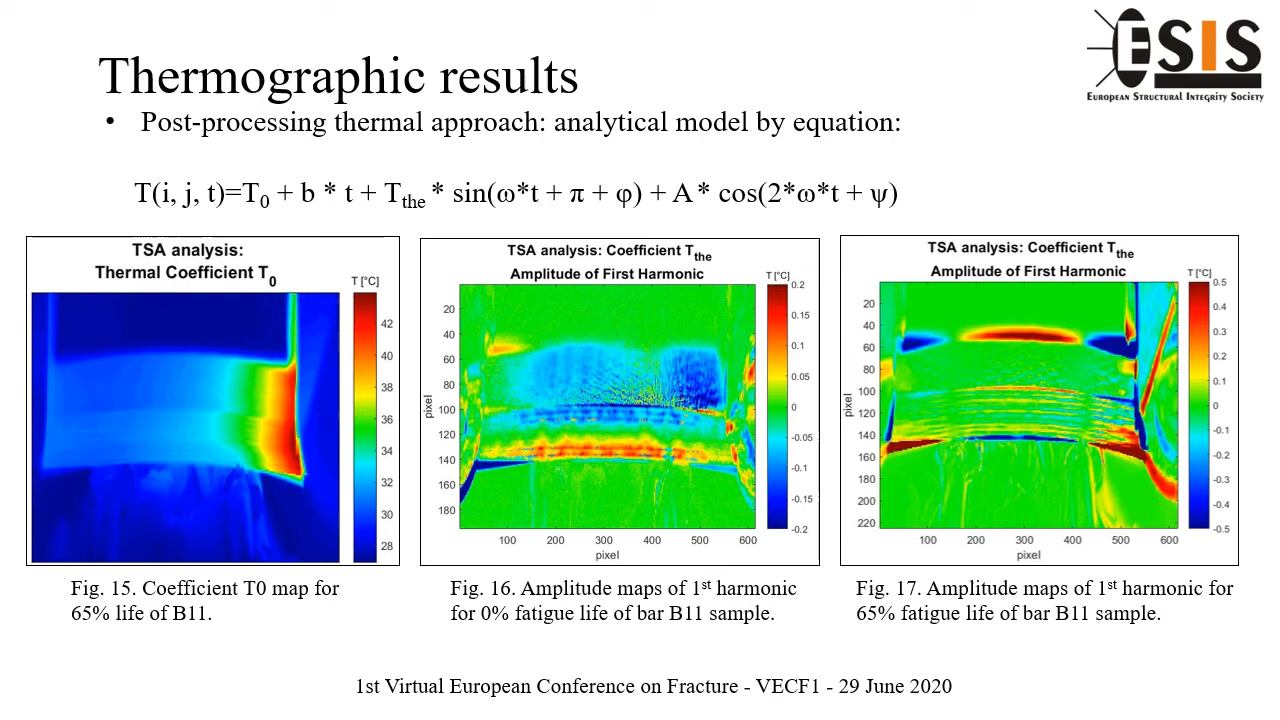 ESIS
European Structural Integrity Society
Thermographic results
• Post-processing thermal approach: analytical model by equation:
T(i, j, t)=T0 + b * t + Tthe * sin(ω*t + π + φ) + A * cos(2*ω*t + ψ)
TSA analysis:
Thermal Coefficient T0
T [°C]
42
40
38
36
34
32
30
28
TSA analysis: Coefficient Tthe
Amplitude of First Harmonic
T [°C]
0.2
0.15
0.1
0.05
0
-0.05
-0.1
-0.15
-0.2
20
40
60
80
100
120
140
160
180
pixel
100 200 300 400 500 600
pixel
TSA analysis: Coefficient Tthe
Amplitude of First Harmonic
T [°C]
0.5
0.4
0.3
0.2
0.1
0
-0.1
-0.2
-0.3
-0.4
-0.5
20
40
60
80
100
120
140
160
180
200
220
pixel
100 200 300 400 500 600
pixel
Fig. 15. Coefficient T0 map for
65% life of B11.
Fig. 16. Amplitude maps of 1st harmonic
for 0% fatigue life of bar B11 sample.
Fig. 17. Amplitude maps of 1st harmonic for
65% fatigue life of bar B11 sample.
1st Virtual European Conference on Fracture - VECF1 - 29 June 2020